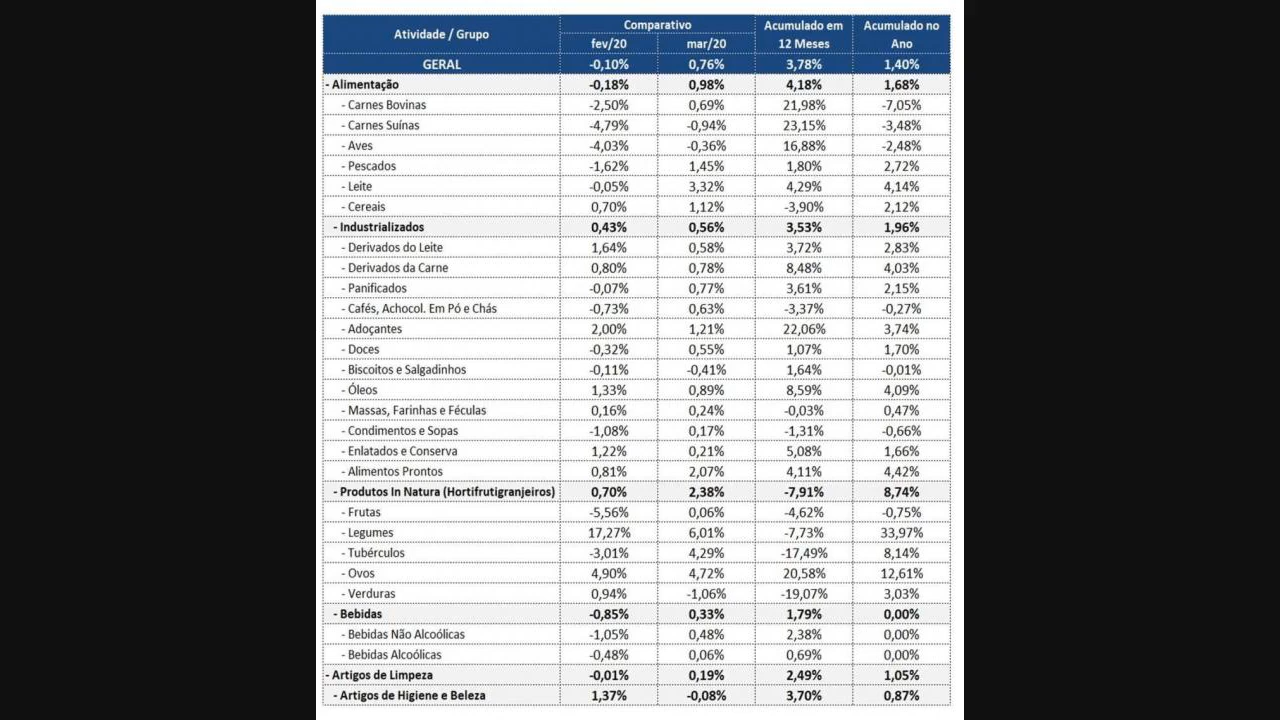 Atividade / Grupo Comparativo Acumulado em 12 Meses Acumulado no Ano
fev/20 mar/20
GERAL -0,10% 0,76% 3,78% 1,40%
- Alimentação -0,18% 0,98% 4,18% 1,68%
- Carnes Bovinas -2,50% 0,69% 21,98% -7,05%
- Carnes Suínas -4,79% -0,94% 23,15% -3,48%
- Aves -4,03% -0,36% 16,88% -2,48%
- Pescados -1,62% 1,45% 1,80% 2,72%
- Leite -0,05% 3,32% 4,29% 4,14%
- Cereais 0,70% 1,12% -3,90% 2,12%
- Industrializados 0,43% 0,56% 3,53% 1,96%
- Derivados do Leite 1,64% 0,58% 3,72% 2,83%
- Derivados da Carne 0,80% 0,78% 8,48% 4,03%
- Panificados -0,07% 0,77% 3,61% 2,15%
- Cafés, Achocol. Em Pó e Chás -0,73% 0,63% -3,37% -0,27%
- Adoçantes 2,00% 1,21% 22,06% 3,74%
- Doces -0,32% 0,55% 1,07% 1,70%
- Biscoitos e Salgadinhos -0,11% -0,41% 1,64% -0,01%
- Óleos 1,33% 0,89% 8,59% 4,09%
- Massas, Farinhas e Féculas 0,16% 0,24% -0,03% 0,47%
- Condimentos e Sopas -1,08% 0,17% -1,31% -0,66%
- Enlatados e Conserva 1,22% 0,21% 5,08% 1,66%
- Alimentos Prontos 0,81% 2,07% 4,11% 4,42%
- Produtos In Natura (Hortifrutigranjeiros) 0,70% 2,38% -7,91% 8,74%
- Frutas -5,56% 0,06% -4,62% -0,75%
- Legumes 17,27% 6,01% -7,73% 33,97%
- Tubérculos -3,01% 4,29% -17,49% 8,14%
- Ovos 4,90% 4,72% 20,58% 12,61%
- Verduras 0,94% -1,06% -19,07% 3,03%
- Bebidas -0,85% 0,33% 1,79% 0,00%
- Bebidas Não Alcoólicas -1,05% 0,48% 2,38% 0,00%
- Bebidas Alcoólicas -0,48% 0,06% 0,69% 0,00%
- Artigos de Limpeza -0,01% 0,19% 2,49% 1,05%
- Artigos de Higiene e Beleza 1,37% -0,08% 3,70% 0,87%